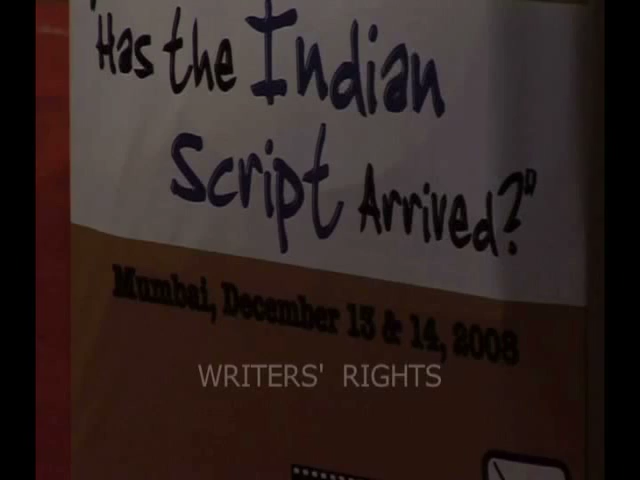 "Has the Indian
Script Arrived?"
Mumbai, December 13 & 14, 2008
WRITERS' RIGHTS